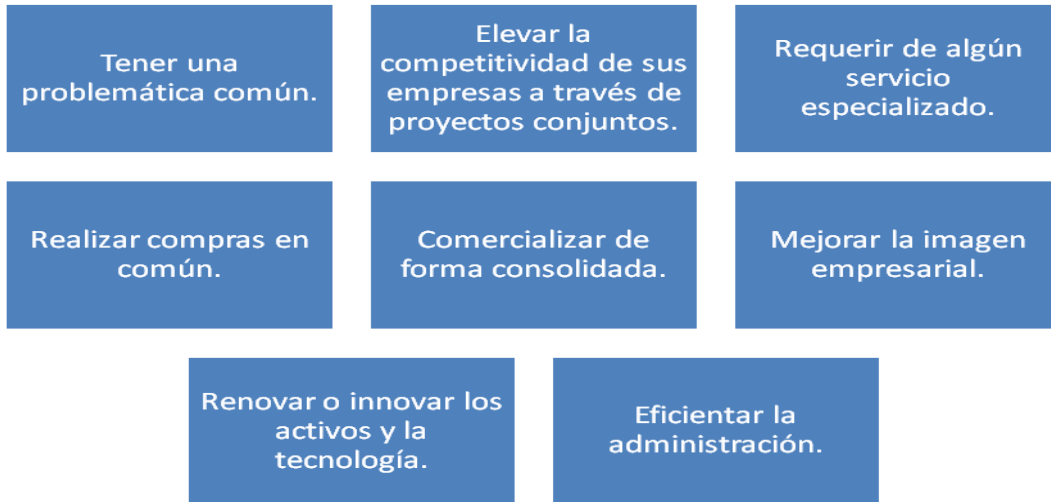 Tener una
problemática común.
Elevar la
competitividad de sus
empresas a través de
proyectos conjuntos.
Requerir de algún
servicio
especializado.
Realizar compras en
común.
Comercializar de
forma consolidada.
Mejorar la imagen
empresarial.
Renovar o innovar los
activos y la
tecnología.
Eficientar la
administración.